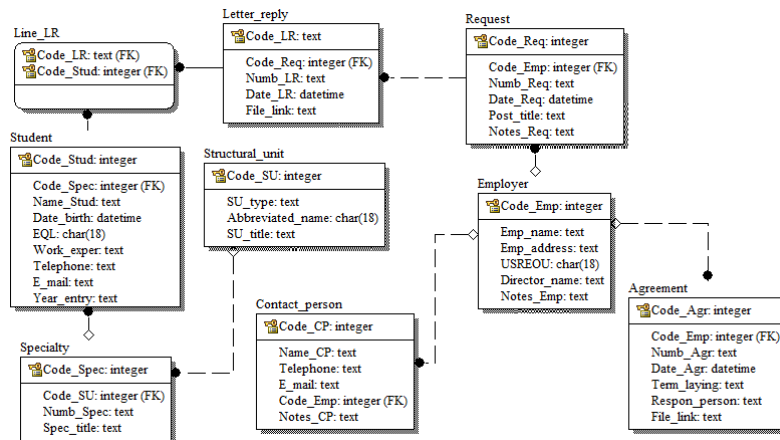 Line_LR
Code_LR: text (FK)
Code_Stud: integer (FK)
Letter_reply
Code_LR: text
Code_Req: integer (FK)
Numb_LR: text
Date_LR: datetime
File_link: text
Request
Code_Req: integer
Code_Emp: integer (FK)
Numb_Req: text
Date_Req: datetime
Post_title: text
Notes_Req: text
Student
Code_Stud: integer
Code_Spec: integer (FK)
Name_Stud: text
Date_birth: datetime
EQL: char(18)
Work_exper: text
Telephone: text
E_mail: text
Year_entry: text
Structural_unit
Code_SU: integer
SU_type: text
Abbreviated_name: char(18)
SU_title: text
Employer
Code_Emp: integer
Emp_name: text
Emp_address: text
USREOU: char(18)
Director_name: text
Notes_Emp: text
Contact_person
Code_CP: integer
Name_CP: text
Telephone: text
E_mail: text
Code_Emp: integer (FK)
Notes_CP: text
Agreement
Code_Agr: integer
Code_Emp: integer (FK)
Numb_Agr: text
Date_Agr: datetime
Term_laying: text
Respon_person: text
File_link: text
Specialty
Code_Spec: integer
Code_SU: integer (FK)
Numb_Spec: text
Spec_title: text